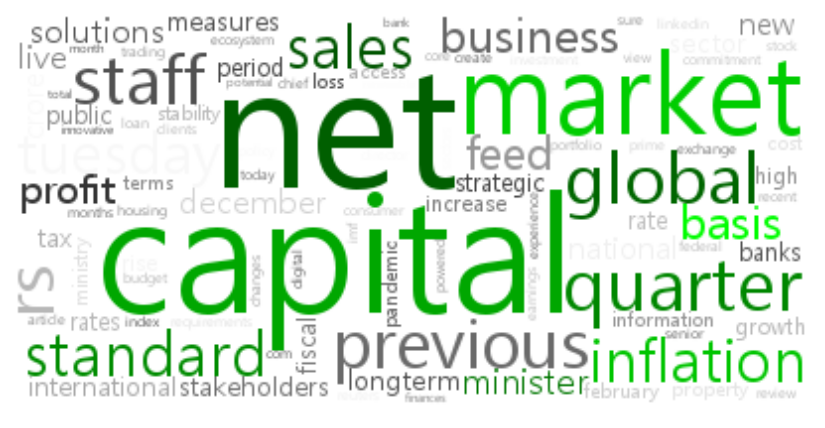 solutions
measures
ecosystem
bank
sales
business
sure
linkedin
new
live
month
trading
staff
period
potential
chief
loss
access
core
create
investment
view
sector
commitment
stock
total
crore
public
innovative
loan
stability
clients
net
market
feed
portfolio
prime
exchange
cost
tuesday
today
strategic
global
high
recent
profit
terms
months
housing
december
consumer
increase
rate
basis
tax
ministry
rise
budget
capital
changes
digital
imf
pandemic
powered
experience
earnings
national
federal
banks
rs
quarter
article
rates
index
requirements
fiscal
previous
information
senior
growth
standard
com
inflation
international
stakeholders
longterm
minister
finances
february
property
review
reuters